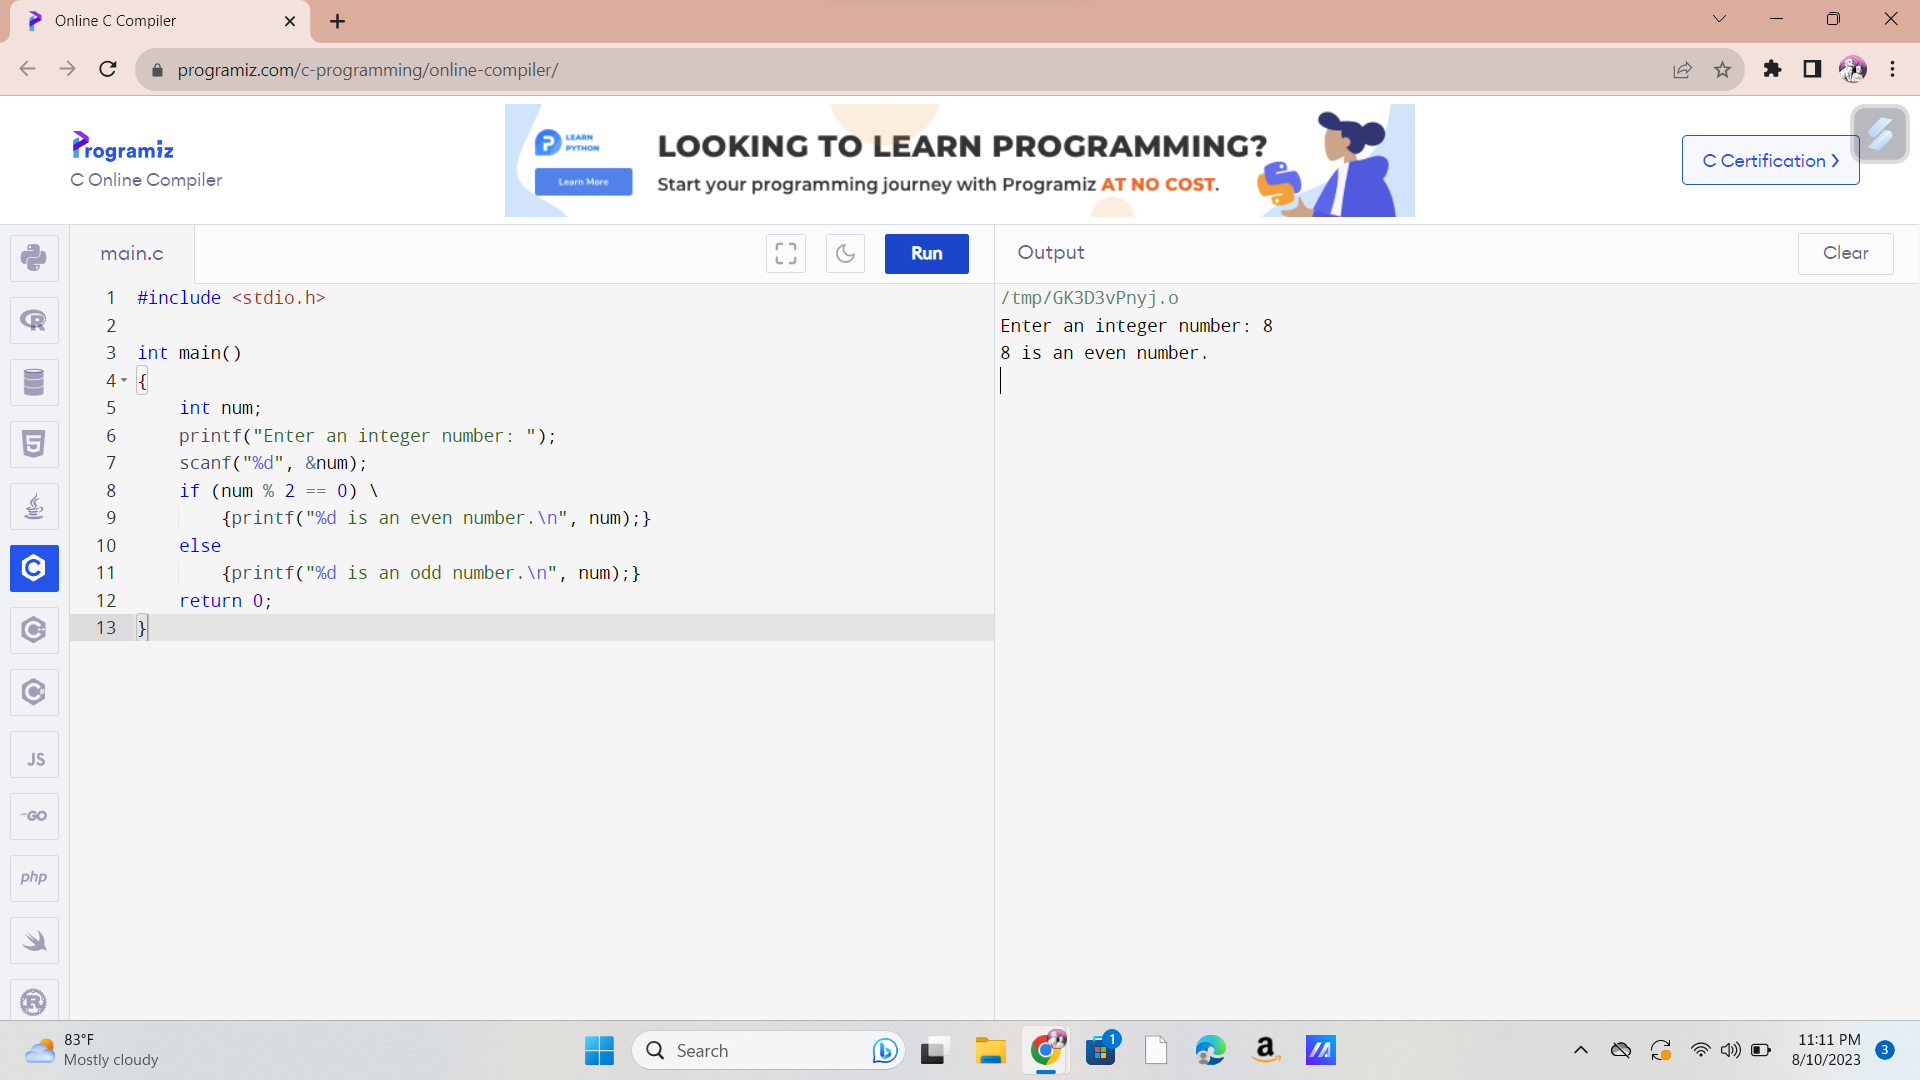 Online C Compiler
programiz.com/c-programming/online-compiler/
Programiz
C Online Compiler
LEARN
PYTHON
Learn More
LOOKING TO LEARN PROGRAMMING?
Start your programming journey with Programiz AT NO COST.
C Certification
main.c
Run
Output
Clear
1 #include <stdio.h>
2
3 int main()
4 {
5     int num;
6     printf("Enter an integer number: ");
7     scanf("%d", &num);
8     if (num % 2 == 0) \
9         {printf("%d is an even number.\n", num);}
10     else
11         {printf("%d is an odd number.\n", num);}
12     return 0;
13 }
/tmp/GK3D3vPnyj.o
Enter an integer number: 8
8 is an even number.
R
5
C
C
C
JS
GO
php
R
83°F
Mostly cloudy
Search
1
a
11:11 PM
8/10/2023
3